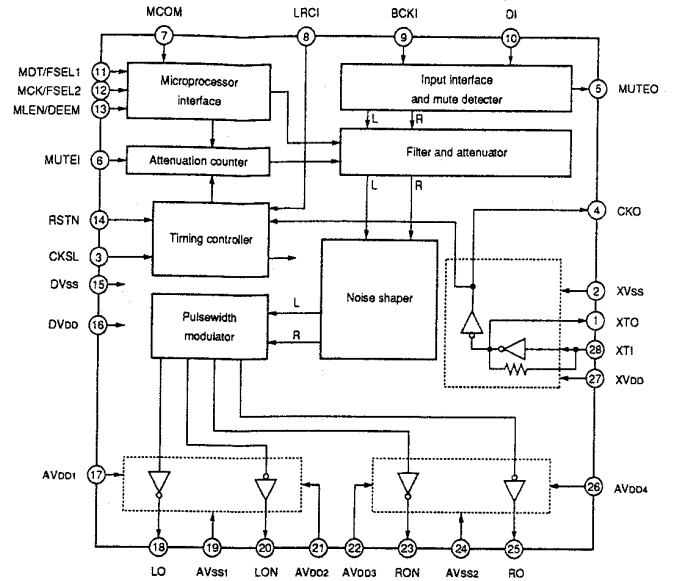 MCOM LRCI BCKI DI
7 8 9 10
MDT/FSEL1 11
MCK/FSEL2 12
MLEN/DEEM 13
Microprocessor
interface
Input interface
and mute detecter
5 MUTEO
L R
MUTEI 6
Attenuation counter
Filter and attenuator
L R
RSTN 14
CKSL 3
Timing controller
4 CKO
DVSS 15
DVDD 16
Noise shaper
L
R
Pulsewidth
modulator
2 XVSS
1 XTO
28 XTI
27 XVDD
AVDD1 17
26 AVDD4
18 19 20 21 22 23 24 25
LO AVSS1 LON AVDD2 AVDD3 RON AVSS2 RO